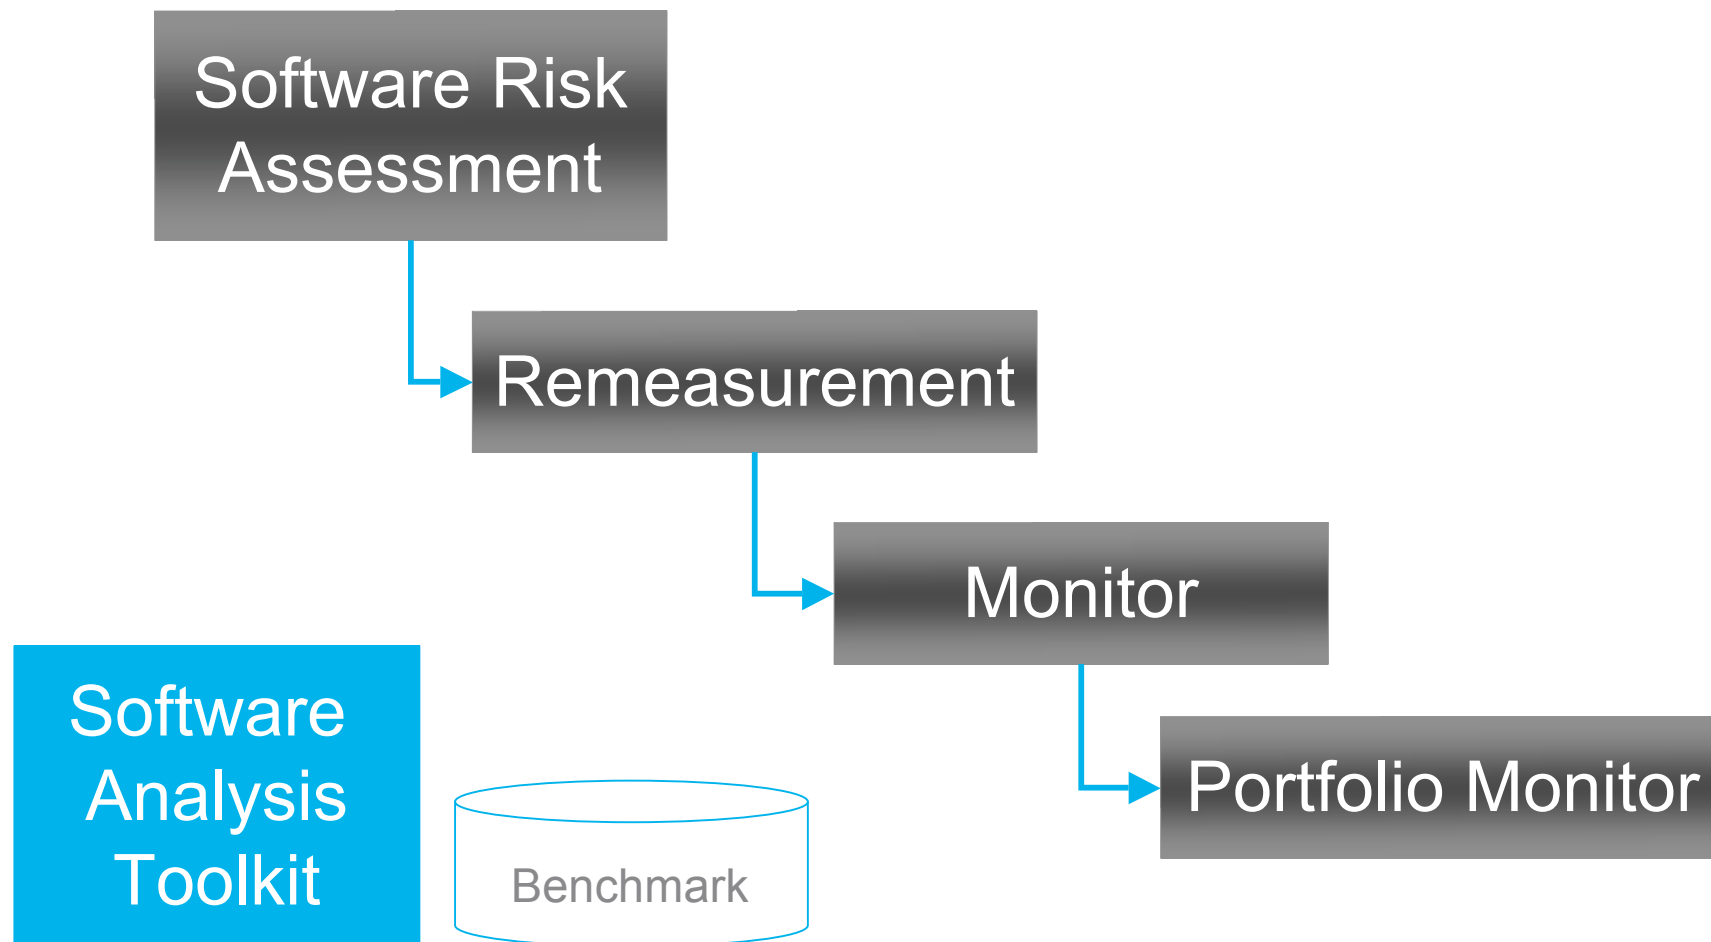 Software Risk
Assessment
Remeasurement
Monitor
Portfolio Monitor
Software
Analysis
Toolkit
Benchmark